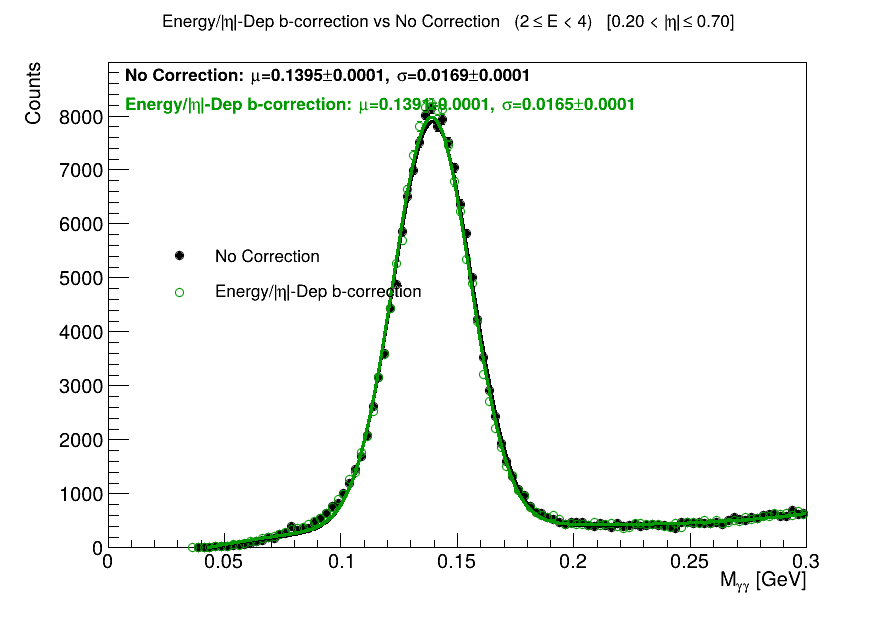 Energy/|η|-Dep b-correction vs No Correction (2 ≤ E < 4) [0.20 < |η| ≤ 0.70]
Counts
No Correction: μ=0.1395±0.0001, σ=0.0169±0.0001
Energy/|η|-Dep b-correction: μ=0.1391±0.0001, σ=0.0165±0.0001
8000
7000
6000
5000
4000
3000
2000
1000
0
No Correction
Energy/|η|-Dep b-correction
0 0.05 0.1 0.15 0.2 0.25 0.3
Mγγ [GeV]